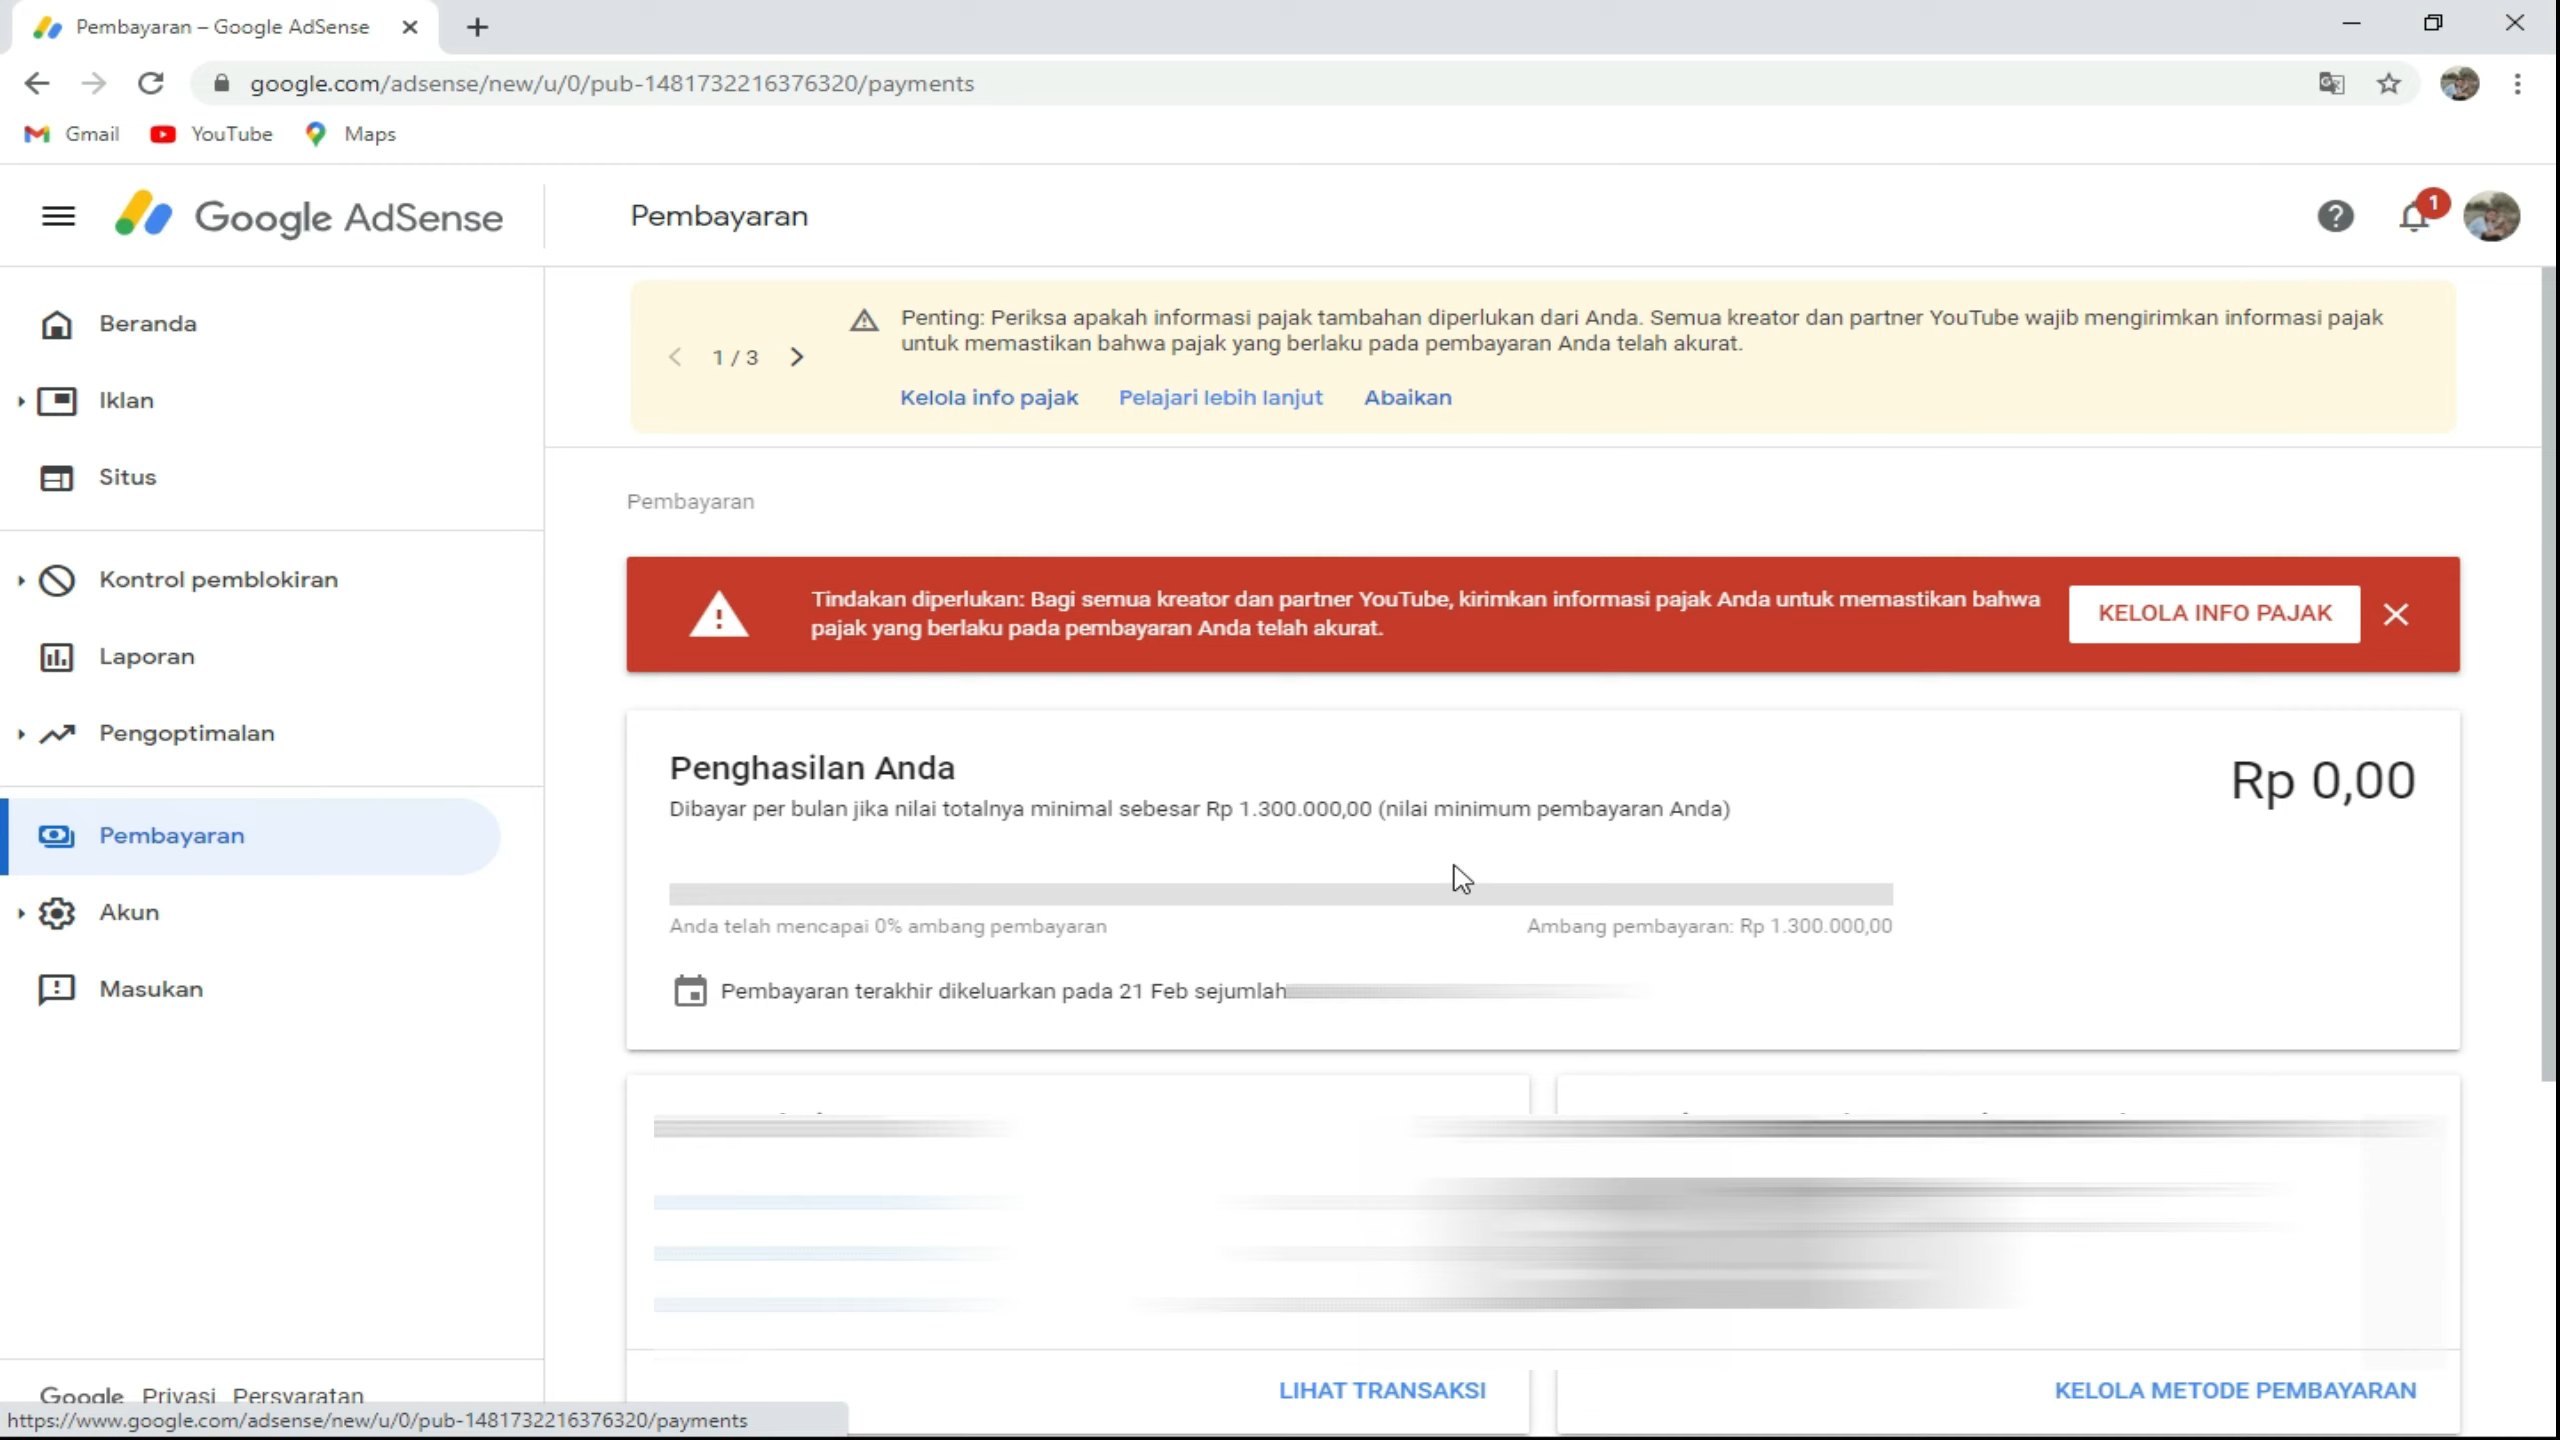 Pembayaran – Google AdSense
google.com/adsense/new/u/0/pub-1481732216376320/payments
Gmail YouTube Maps
Google AdSense
Pembayaran
1
Beranda
Iklan
Situs
Kontrol pemblokiran
Laporan
Pengoptimalan
Pembayaran
Akun
Masukan
Google Privasi Persyaratan
https://www.google.com/adsense/new/u/0/pub-1481732216376320/payments
1 / 3
Penting: Periksa apakah informasi pajak tambahan diperlukan dari Anda. Semua kreator dan partner YouTube wajib mengirimkan informasi pajak
untuk memastikan bahwa pajak yang berlaku pada pembayaran Anda telah akurat.
Kelola info pajak Pelajari lebih lanjut Abaikan
Pembayaran
Tindakan diperlukan: Bagi semua kreator dan partner YouTube, kirimkan informasi pajak Anda untuk memastikan bahwa
pajak yang berlaku pada pembayaran Anda telah akurat.
KELOLA INFO PAJAK
Penghasilan Anda
Rp 0,00
Dibayar per bulan jika nilai totalnya minimal sebesar Rp 1.300.000,00 (nilai minimum pembayaran Anda)
Anda telah mencapai 0% ambang pembayaran
Ambang pembayaran: Rp 1.300.000,00
Pembayaran terakhir dikeluarkan pada 21 Feb sejumlah
LIHAT TRANSAKSI
KELOLA METODE PEMBAYARAN